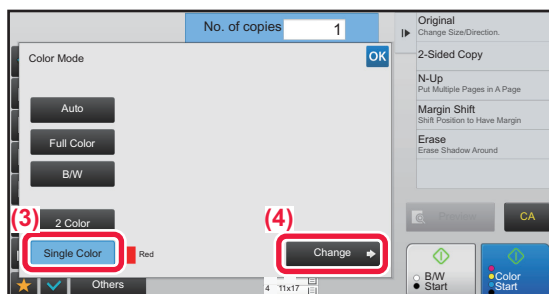 No. of copies 1
Original
Change Size/Direction.
Color Mode
OK
2-Sided Copy
N-Up
Put Multiple Pages in A Page
Auto
Margin Shift
Shift Position to Have Margin
Full Color
Erase
Erase Shadow Around
B/W
(3)
(4)
2 Color
Preview
CA
Single Color
Red
Change
B/W
Start
Color
Start
Others
4 11x17